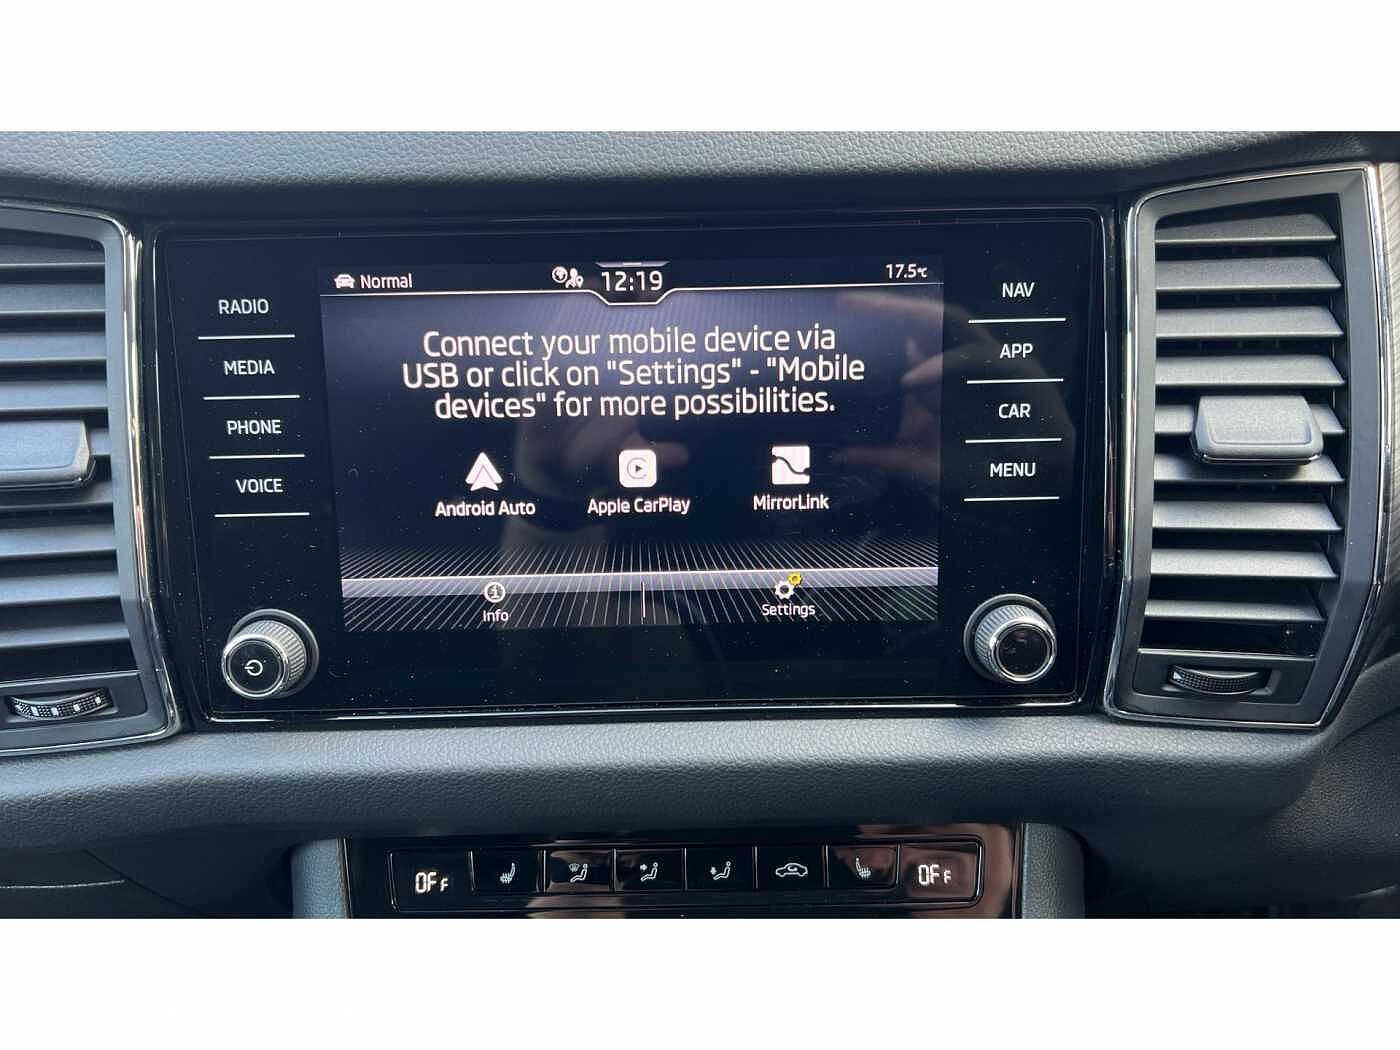 Normal
12:19
17.5°C
RADIO
MEDIA
PHONE
VOICE
Connect your mobile device via
USB or click on "Settings" - "Mobile
devices" for more possibilities.
Android Auto
Apple CarPlay
MirrorLink
Info
Settings
NAV
APP
CAR
MENU
OFF
OFF